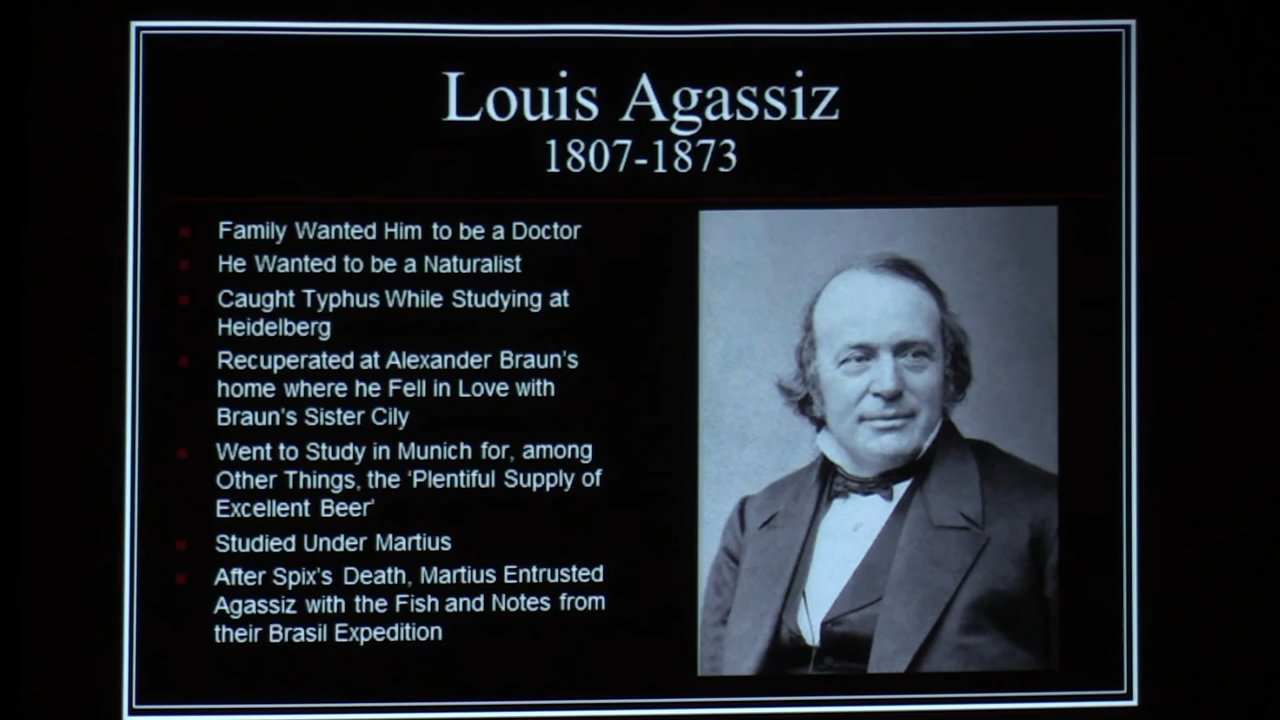 Louis Agassiz
1807-1873
Family Wanted Him to be a Doctor
He Wanted to be a Naturalist
Caught Typhus While Studying at
Heidelberg
Recuperated at Alexander Braun's
home where he Fell in Love with
Braun's Sister Cily
Went to Study in Munich for, among
Other Things, the 'Plentiful Supply of
Excellent Beer'
Studied Under Martius
After Spix's Death, Martius Entrusted
Agassiz with the Fish and Notes from
their Brasil Expedition